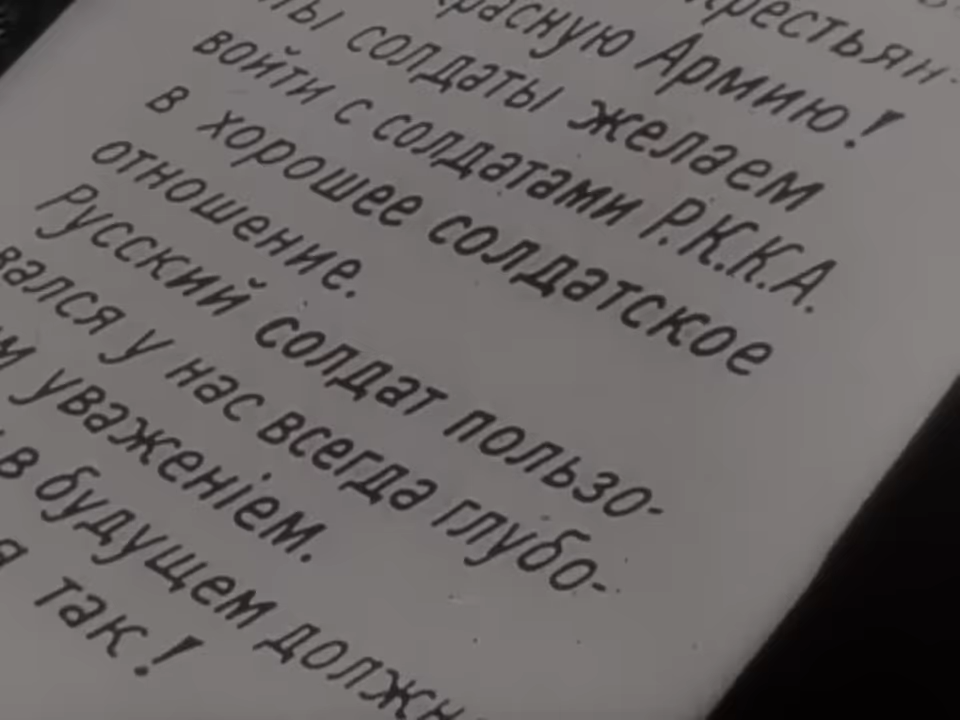 крестьян-
красную Армию!
солдаты желаем
войти с солдатами Р.К.К.А.
в хорошее солдатское
отношение.
Русский солдат пользо-
вался у нас всегда глубо-
уваженіем.
в будущем должн
так!